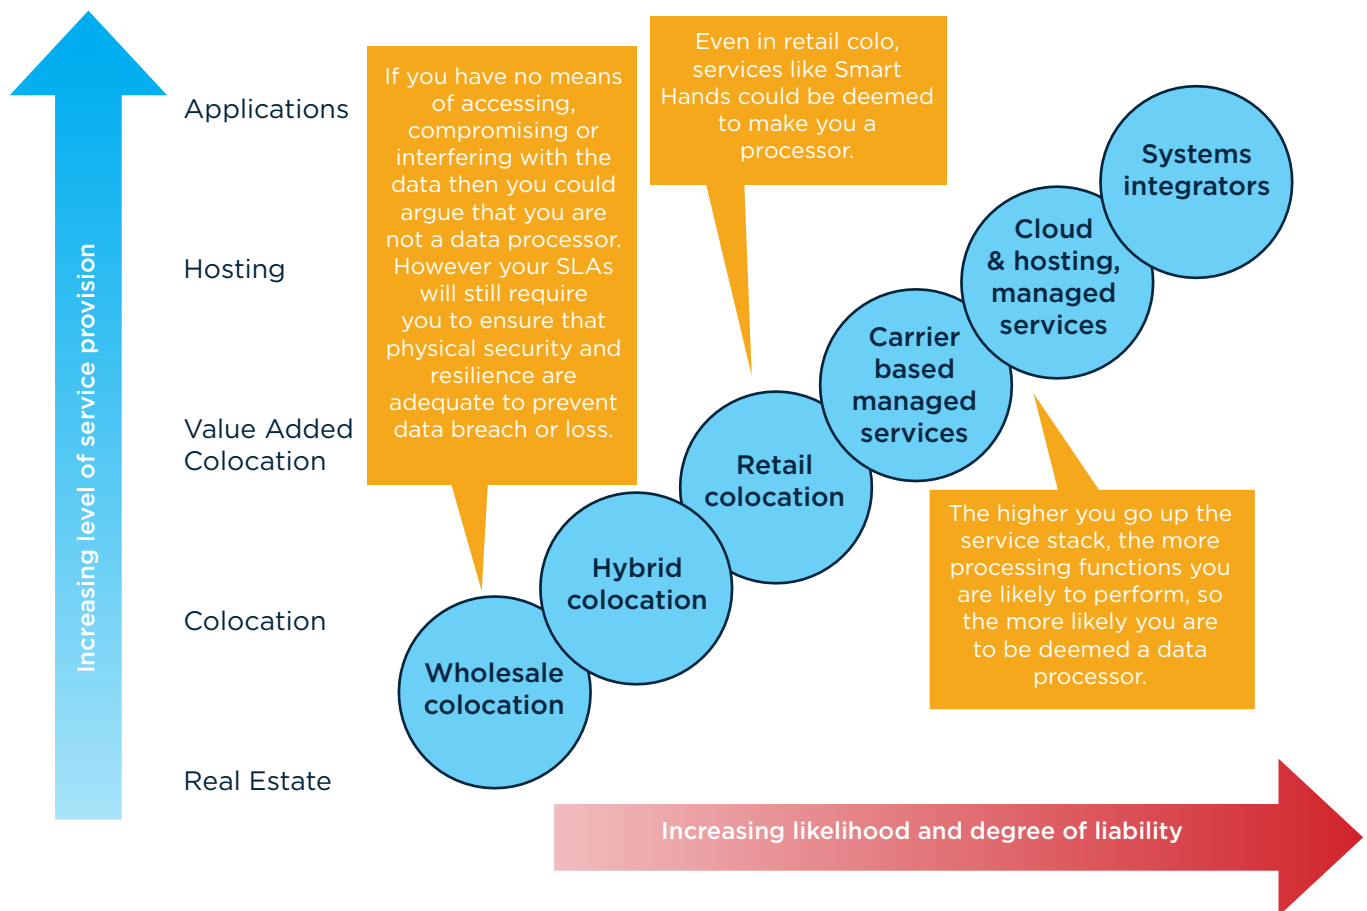 Increasing level of service provision
Applications
Hosting
Value Added
Colocation
Colocation
Real Estate
If you have no means
of accessing,
compromising or
interfering with the
data then you could
argue that you are
not a data processor.
However your SLAs
will still require
you to ensure that
physical security and
resilience are
adequate to prevent
data breach or loss.
Even in retail colo,
services like Smart
Hands could be deemed
to make you a
processor.
Systems
integrators
Cloud
& hosting,
managed
services
Carrier
based
managed
services
Retail
colocation
Hybrid
colocation
Wholesale
colocation
The higher you go up the
service stack, the more
processing functions you
are likely to perform, so
the more likely you are
to be deemed a data
processor.
Increasing likelihood and degree of liability